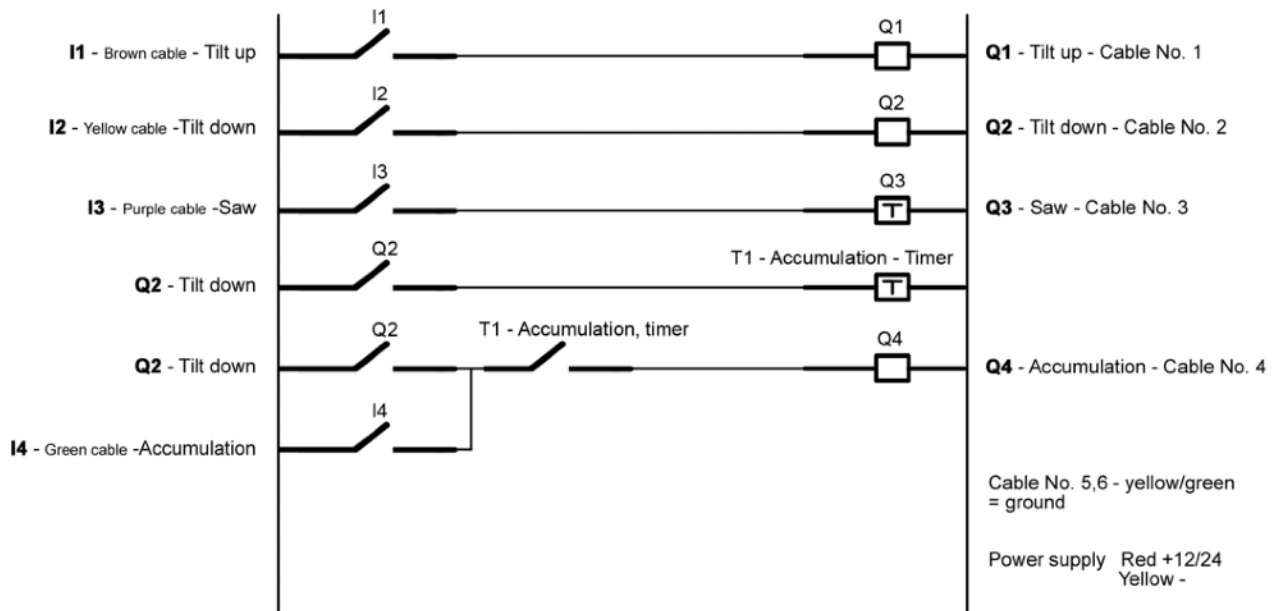 I1
Q1
I1 - Brown cable - Tilt up
Q1 - Tilt up - Cable No. 1
I2
Q2
I2 - Yellow cable -Tilt down
Q2 - Tilt down - Cable No. 2
I3
Q3
I3 - Purple cable -Saw
T
Q3 - Saw - Cable No. 3
Q2
T1 - Accumulation - Timer
Q2 - Tilt down
T
Q2
T1 - Accumulation, timer
Q4
Q2 - Tilt down
Q4 - Accumulation - Cable No. 4
I4
I4 - Green cable -Accumulation
Cable No. 5,6 - yellow/green
= ground
Power supply Red +12/24
Yellow -